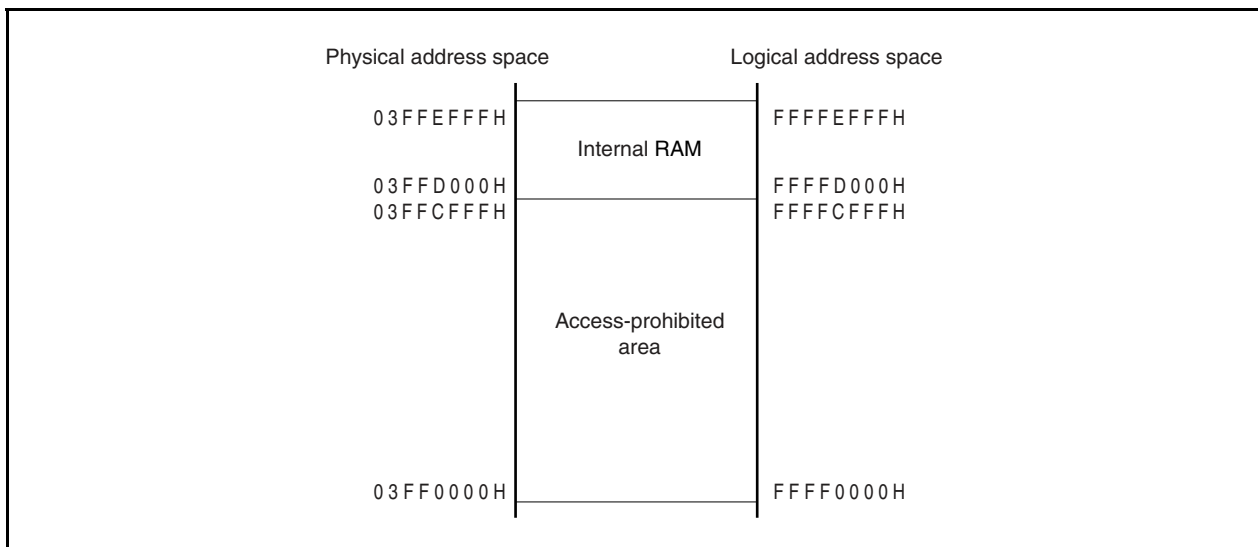 Physical address space Logical address space
03FFEFFFH FFFFEFFFH
Internal RAM
03FFD000H FFFFD000H
03FFCFFFH FFFFCFFFH
Access-prohibited
area
03FF0000H FFFF0000H